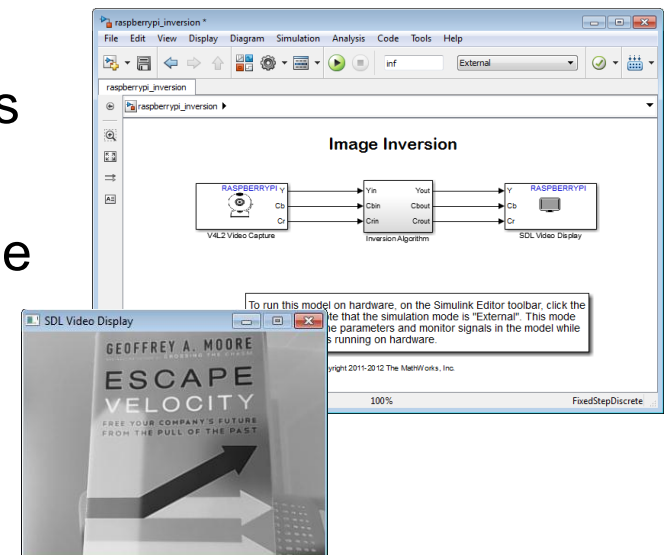 s
e
raspberrypi_inversion *
File Edit View Display Diagram Simulation Analysis Code Tools Help
inf
External
raspberrypi_inversion
raspberrypi_inversion
Image Inversion
RASPBERRYPI
Y
Cb
Cr
V4L2 Video Capture
Yin
Cbin
Crin
Yout
Cbout
Crout
Inversion Algorithm
RASPBERRYPI
Y
Cb
Cr
SDL Video Display
To run this model on hardware, on the Simulink Editor toolbar, click the
te that the simulation mode is "External". This mode
e parameters and monitor signals in the model while
s running on hardware.
yright 2011-2012 The MathWorks, Inc.
100%
FixedStepDiscrete
SDL Video Display
GEOFFREY A. MOORE
CROSSING THE CHASM
ESCAPE
VELOCITY
FREE YOUR COMPANY'S FUTURE
FROM THE PULL OF THE PAST